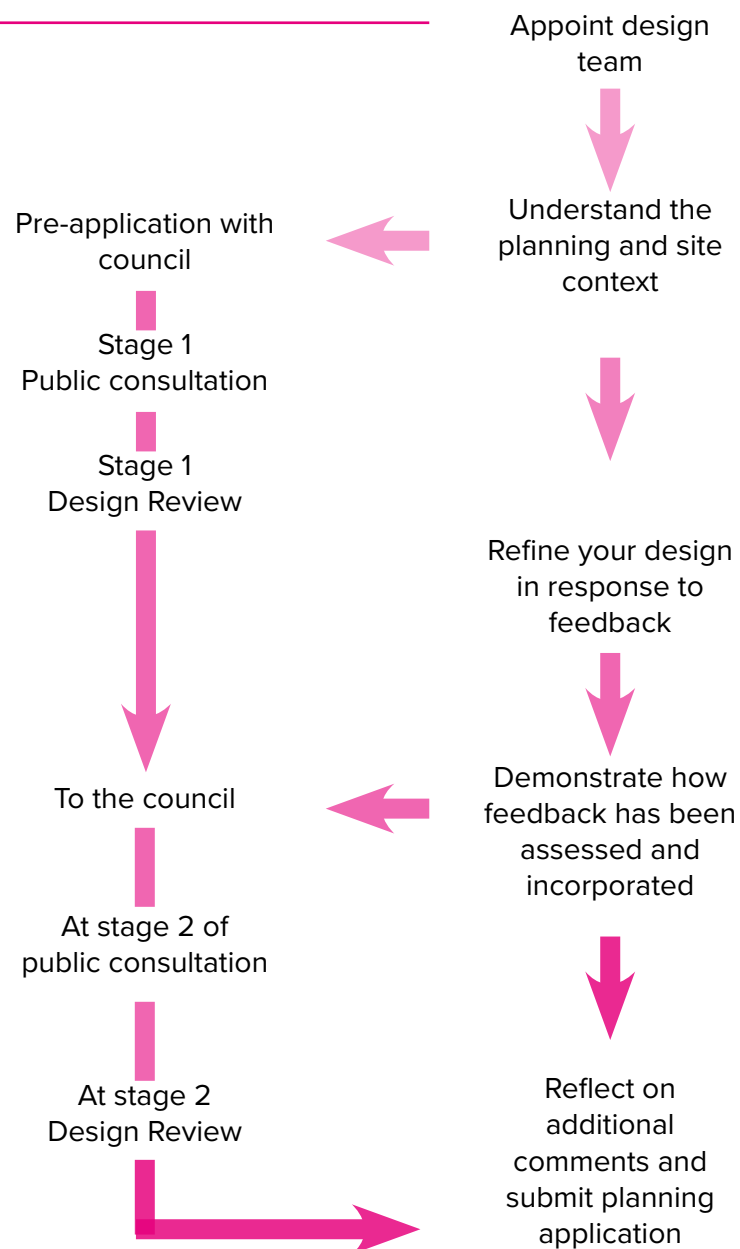 Appoint design
team
Understand the
planning and site
context
Pre-application with
council
Stage 1
Public consultation
Stage 1
Design Review
Refine your design
in response to
feedback
Demonstrate how
feedback has been
assessed and
incorporated
To the council
At stage 2 of
public consultation
At stage 2
Design Review
Reflect on
additional
comments and
submit planning
application